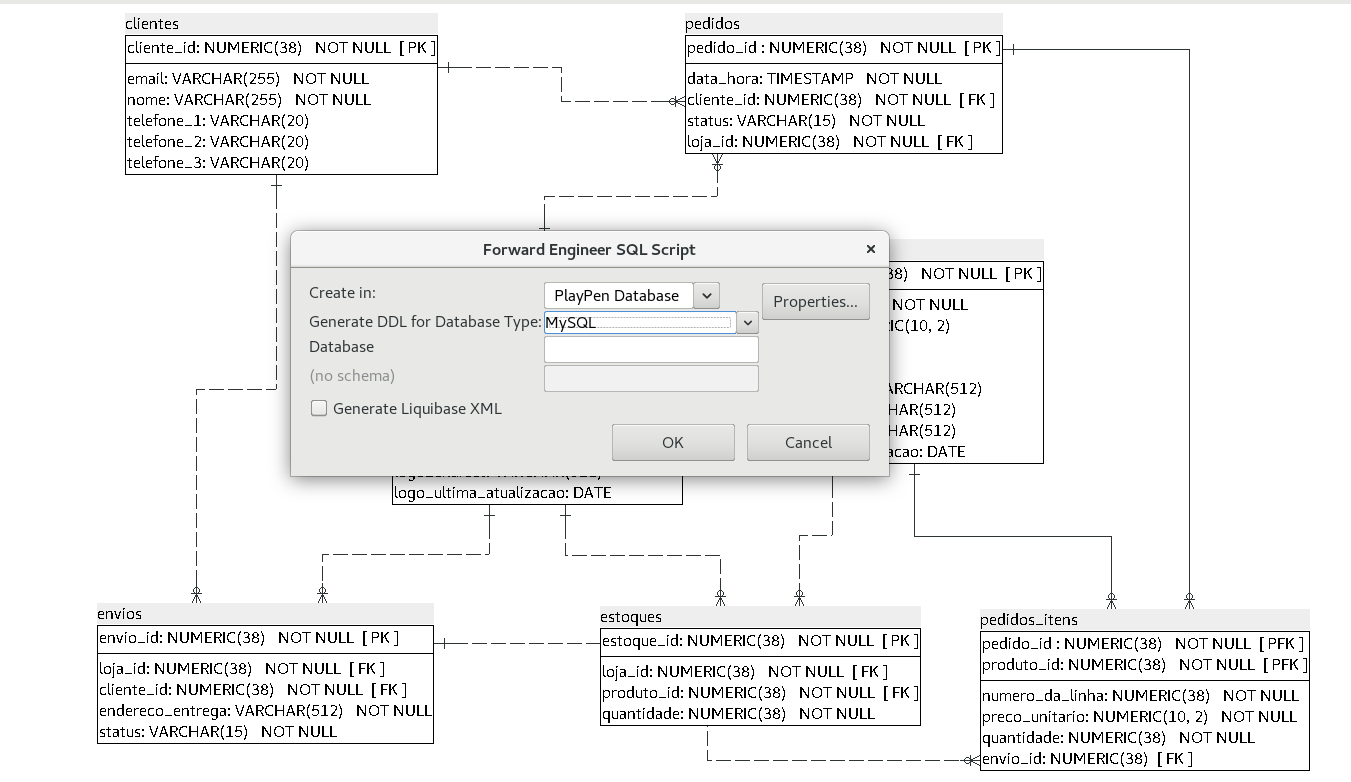 clientes
cliente_id: NUMERIC(38) NOT NULL [ PK ]
email: VARCHAR(255) NOT NULL
nome: VARCHAR(255) NOT NULL
telefone_1: VARCHAR(20)
telefone_2: VARCHAR(20)
telefone_3: VARCHAR(20)
pedidos
pedido_id : NUMERIC(38) NOT NULL [ PK ]
data_hora: TIMESTAMP NOT NULL
cliente_id: NUMERIC(38) NOT NULL [ FK ]
status: VARCHAR(15) NOT NULL
loja_id: NUMERIC(38) NOT NULL [ FK ]
Forward Engineer SQL Script
Create in:
PlayPen Database
Properties...
Generate DDL for Database Type:
MySQL
Database
(no schema)
Generate Liquibase XML
OK
Cancel
38) NOT NULL [ PK ]
NOT NULL
IC(10, 2)
ARCHAR(512)
HAR(512)
HAR(512)
acao: DATE
logo_ultima_atualizacao: DATE
envios
envio_id: NUMERIC(38) NOT NULL [ PK ]
loja_id: NUMERIC(38) NOT NULL [ FK ]
cliente_id: NUMERIC(38) NOT NULL [ FK ]
endereco_entrega: VARCHAR(512) NOT NULL
status: VARCHAR(15) NOT NULL
estoques
estoque_id: NUMERIC(38) NOT NULL [ PK ]
loja_id: NUMERIC(38) NOT NULL [ FK ]
produto_id: NUMERIC(38) NOT NULL [ FK ]
quantidade: NUMERIC(38) NOT NULL
pedidos_itens
pedido_id : NUMERIC(38) NOT NULL [ PFK ]
produto_id: NUMERIC(38) NOT NULL [ PFK ]
numero_da_linha: NUMERIC(38) NOT NULL
preco_unitario: NUMERIC(10, 2) NOT NULL
quantidade: NUMERIC(38) NOT NULL
envio_id: NUMERIC(38) [ FK ]